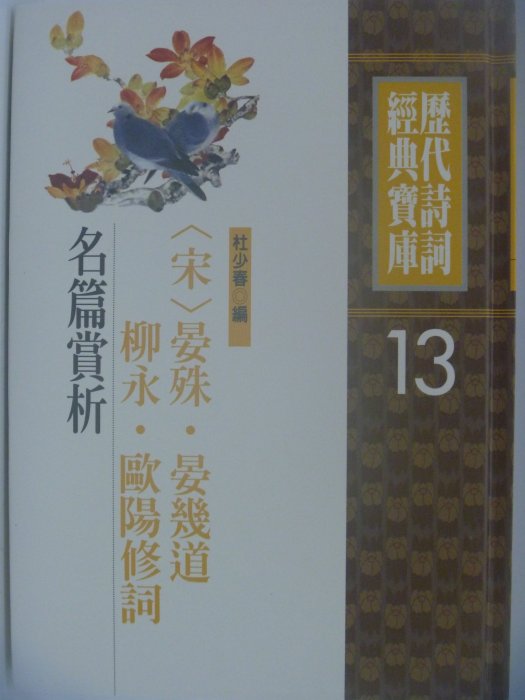 歷代詩詞
經典寶庫
13
杜少春◎編
〈宋〉晏殊・晏幾道
柳永・歐陽修詞
名篇賞析